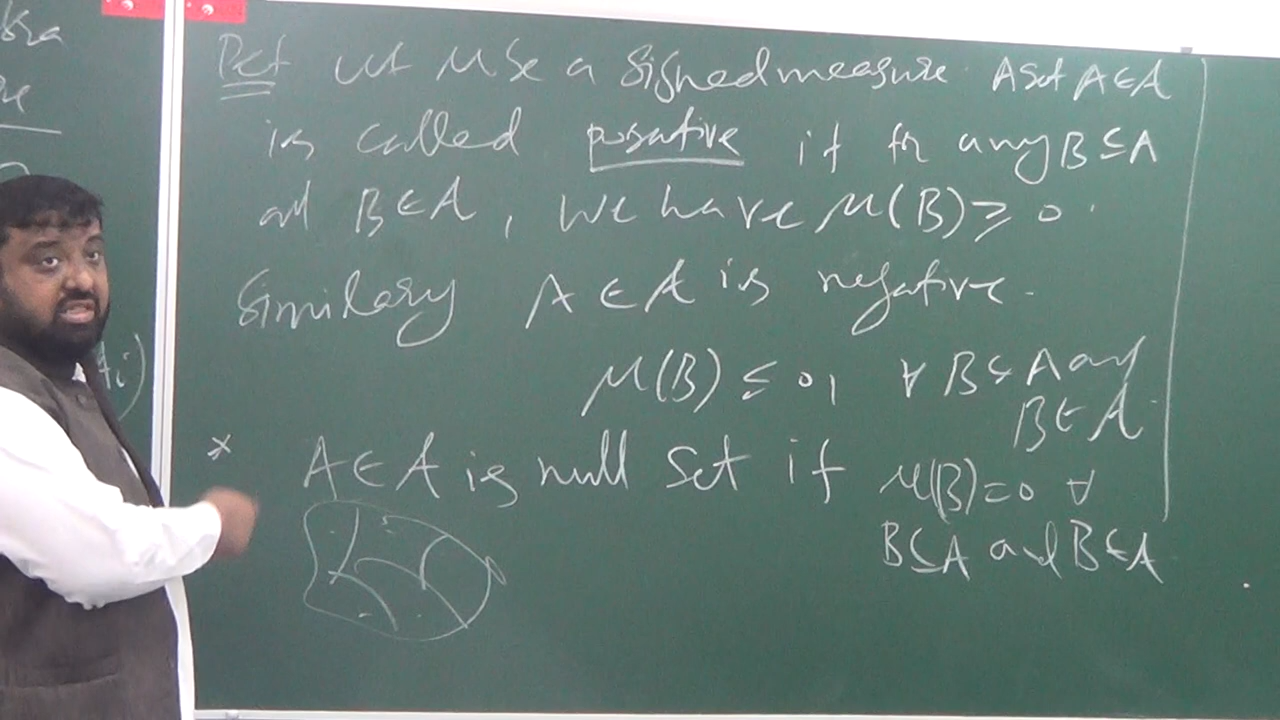 Def Let μ be a signed measure. A set A ∈ 𝒜
is called positive if for any B ⊆ A
and B ∈ 𝒜, we have μ(B) ≥ 0.
Similary A ∈ 𝒜 is negative.
μ(B) ≤ 0, ∀ B ⊆ A and
B ∈ 𝒜.
* A ∈ 𝒜 is null set if μ(B) = 0 ∀
B ⊆ A and B ∈ 𝒜